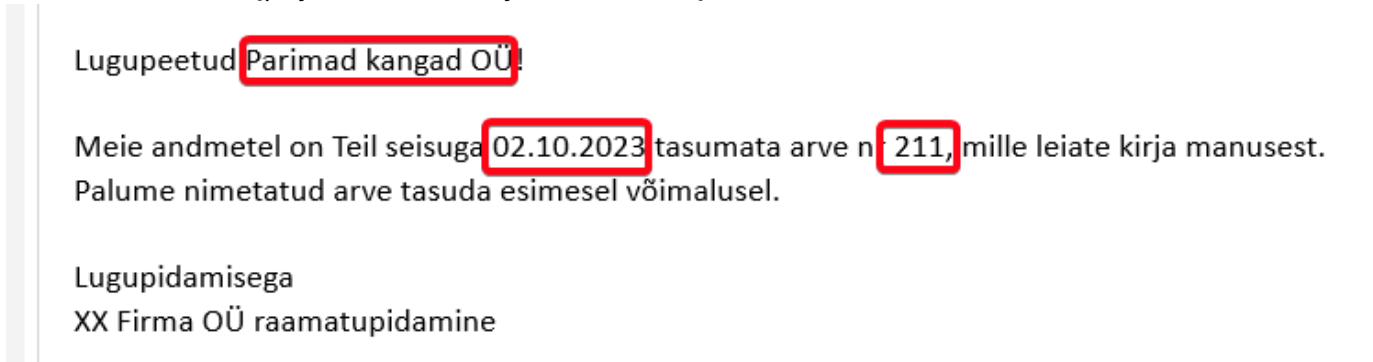 Lugupeetud Parimad kangad OÜ!
Meie andmetel on Teil seisuga 02.10.2023 tasumata arve nr 211, mille leiate kirja manusest.
Palume nimetatud arve tasuda esimesel võimalusel.
Lugupidamisega
XX Firma OÜ raamatupidamine